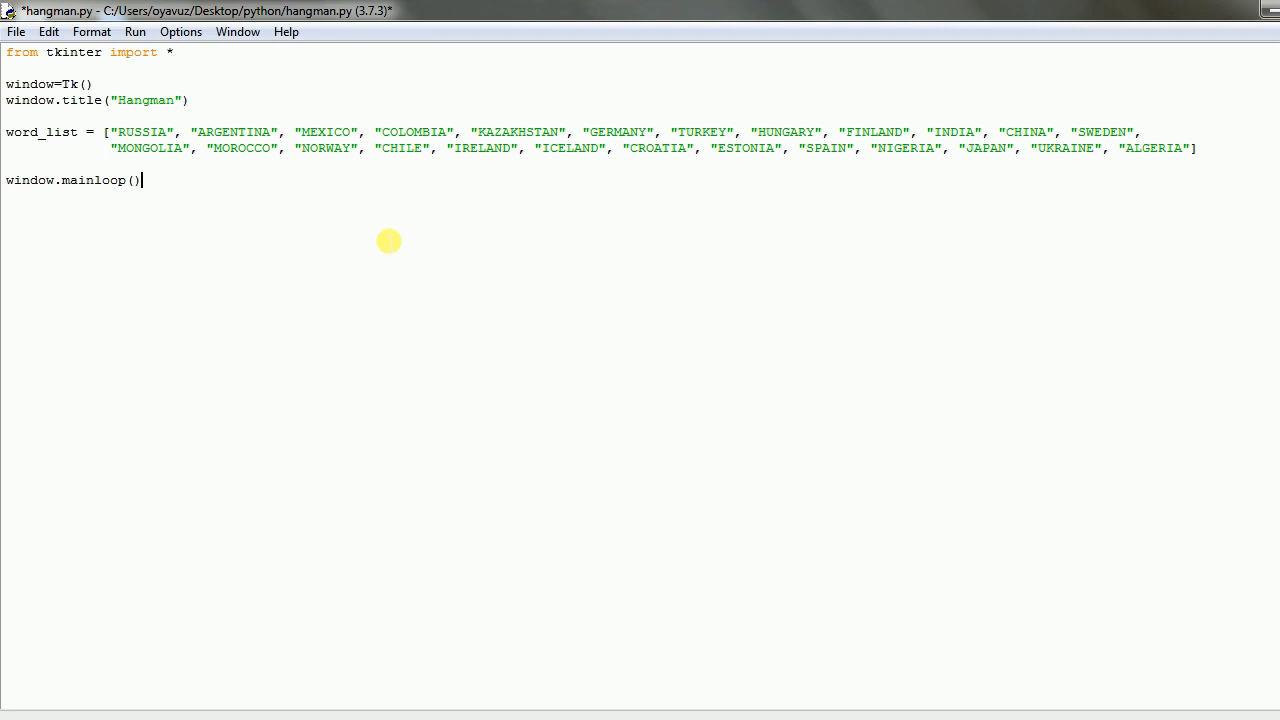 *hangman.py - C:/Users/oyavuz/Desktop/python/hangman.py (3.7.3)*
File Edit Format Run Options Window Help
from tkinter import *
window=Tk()
window.title("Hangman")
word_list = ["RUSSIA", "ARGENTINA", "MEXICO", "COLOMBIA", "KAZAKHSTAN", "GERMANY", "TURKEY", "HUNGARY", "FINLAND", "INDIA", "CHINA", "SWEDEN",
"MONGOLIA", "MOROCCO", "NORWAY", "CHILE", "IRELAND", "ICELAND", "CROATIA", "ESTONIA", "SPAIN", "NIGERIA", "JAPAN", "UKRAINE", "ALGERIA"]
window.mainloop()